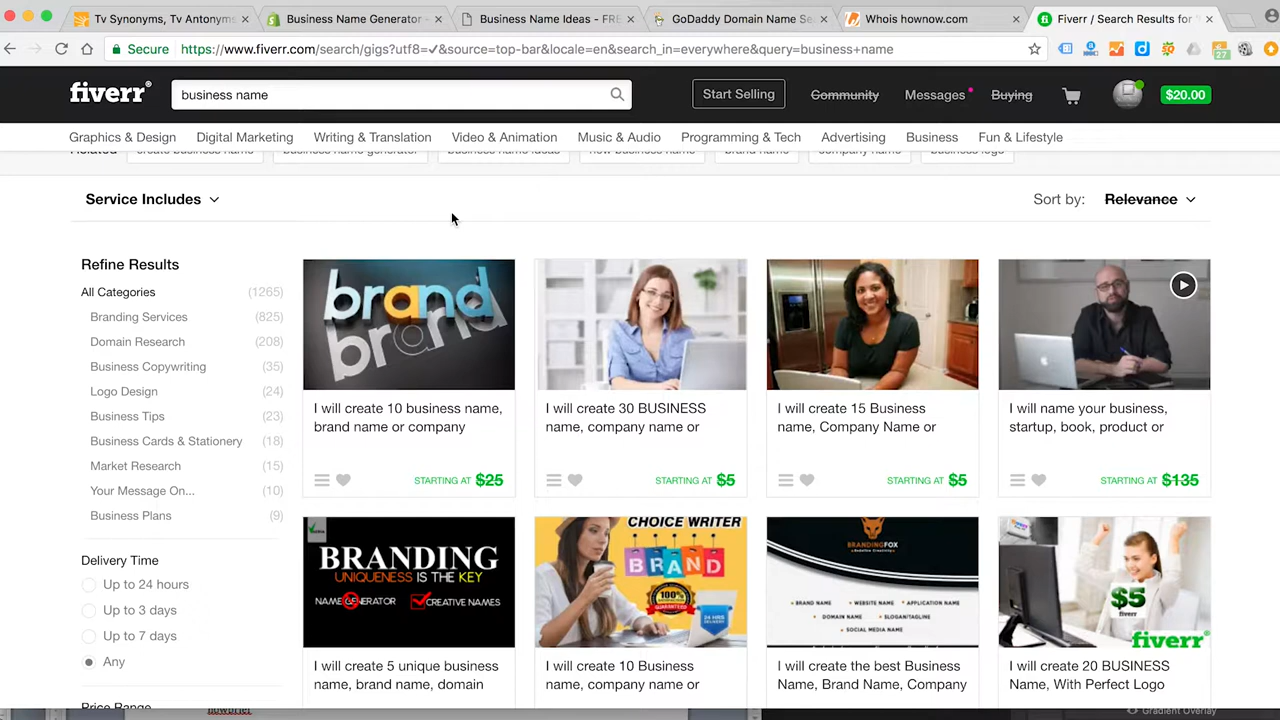 Tv Synonyms, Tv Antonyms
Business Name Generator -
Business Name Ideas - FRE
GoDaddy Domain Name Se
Whois hownow.com
Fiverr / Search Results for "
Secure
https://www.fiverr.com/search/gigs?utf8=✓&source=top-bar&locale=en&search_in=everywhere&query=business+name
27
fiverr®
business name
Start Selling
Community
Messages
Buying
$20.00
Graphics & Design
Digital Marketing
Writing & Translation
Video & Animation
Music & Audio
Programming & Tech
Advertising
Business
Fun & Lifestyle
Related
create business name
business name generator
business name ideas
new business name
brand name
company name
business logo
Service Includes
Sort by:
Relevance
Refine Results
All Categories (1265)
Branding Services (825)
Domain Research (208)
Business Copywriting (35)
Logo Design (24)
Business Tips (23)
Business Cards & Stationery (18)
Market Research (15)
Your Message On... (10)
Business Plans (9)
Delivery Time
Up to 24 hours
Up to 3 days
Up to 7 days
Any
Price Range
brand
brand
I will create 10 business name,
brand name or company
STARTING AT $25
I will create 30 BUSINESS
name, company name or
STARTING AT $5
I will create 15 Business
name, Company Name or
STARTING AT $5
I will name your business,
startup, book, product or
STARTING AT $135
BRANDING
UNIQUENESS IS THE KEY
NAME GENERATOR
CREATIVE NAMES
I will create 5 unique business
name, brand name, domain
CHOICE WRITER
BRAND
100%
24 HRS
DELIVERY
I will create 10 Business
name, company name or
BRANDINGFOX
BRAND NAME
WEBSITE NAME
APPLICATION NAME
DOMAIN NAME
SLOGAN/TAGLINE
SOCIAL MEDIA NAME
I will create the best Business
Name, Brand Name, Company
$5
fiverr
fiverr®
I will create 20 BUSINESS
Name, With Perfect Logo
Gradient Overlay